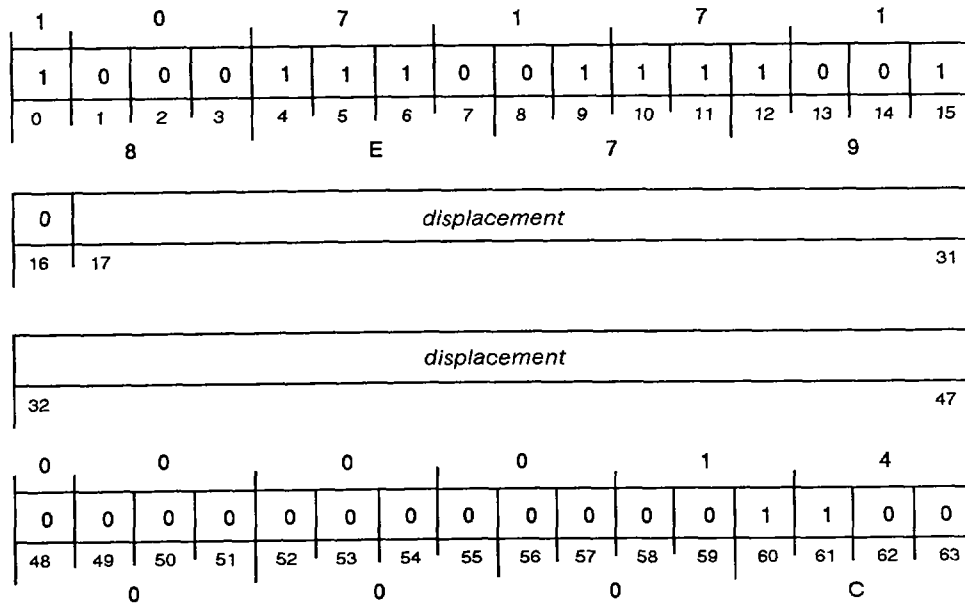 1 0 7 1 7 1
1 0 0 0 1 1 1 0 0 1 1 1 1 0 0 1
0 1 2 3 4 5 6 7 8 9 10 11 12 13 14 15
8 E 7 9
0 displacement
16 17 31
displacement
32 47
0 0 0 0 1 4
0 0 0 0 0 0 0 0 0 0 0 0 1 1 0 0
48 49 50 51 52 53 54 55 56 57 58 59 60 61 62 63
0 0 0 C